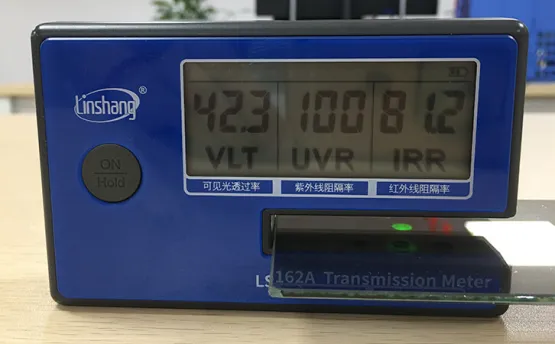 Linshang®
42.3 100 81.2
VLT UVR IRR
可见光透过率 紫外线阻隔率 红外线阻隔率
ON
Hold
LS162A Transmission Meter